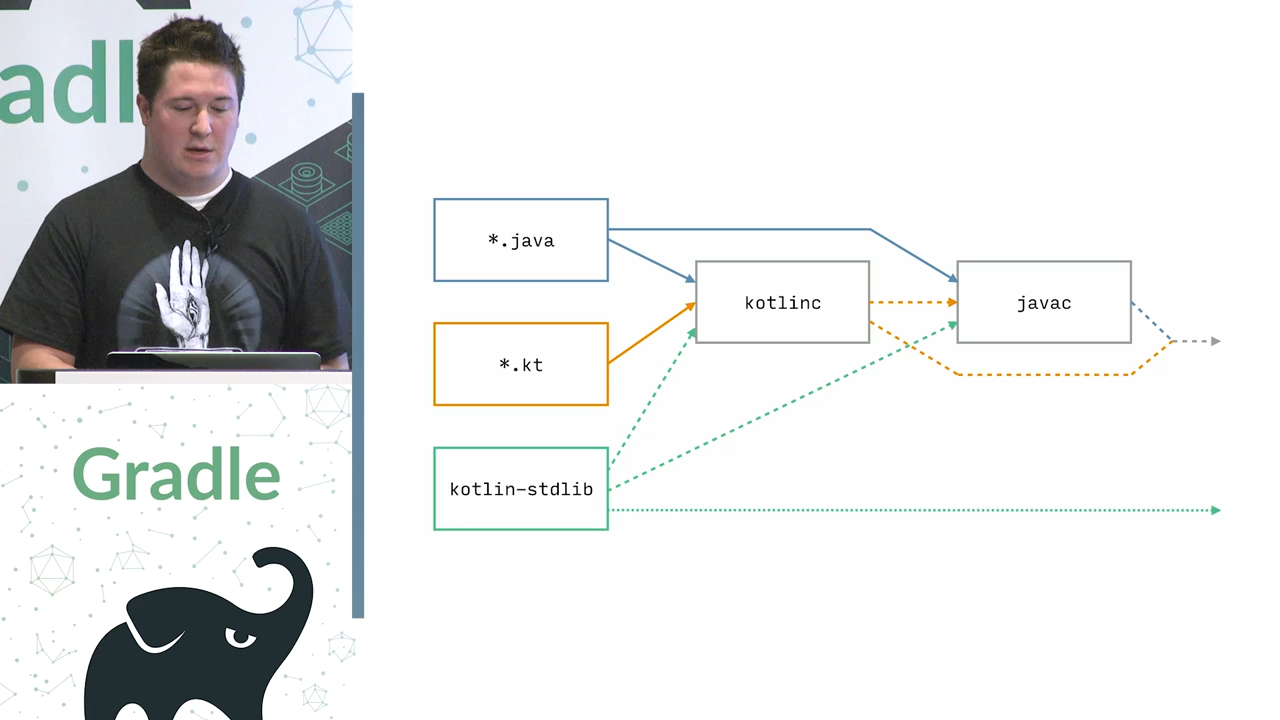 adl
*.java
kotlinc
javac
*.kt
kotlin-stdlib
Gradle